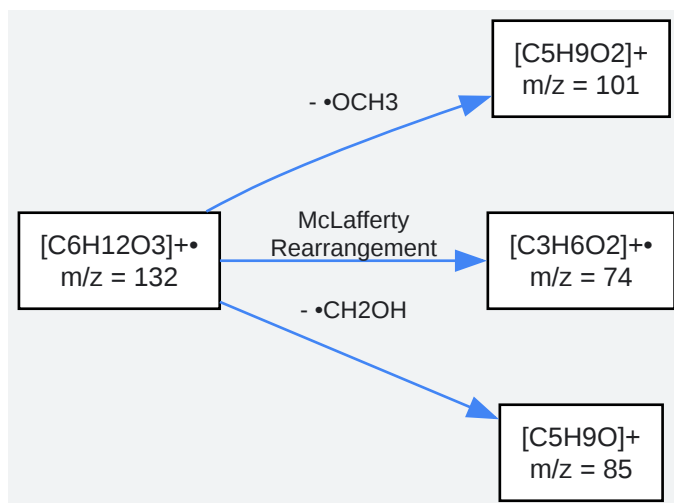 [C5H9O2]+
m/z = 101
- •OCH3
[C6H12O3]+•
m/z = 132
McLafferty
Rearrangement
[C3H6O2]+•
m/z = 74
- •CH2OH
[C5H9O]+
m/z = 85